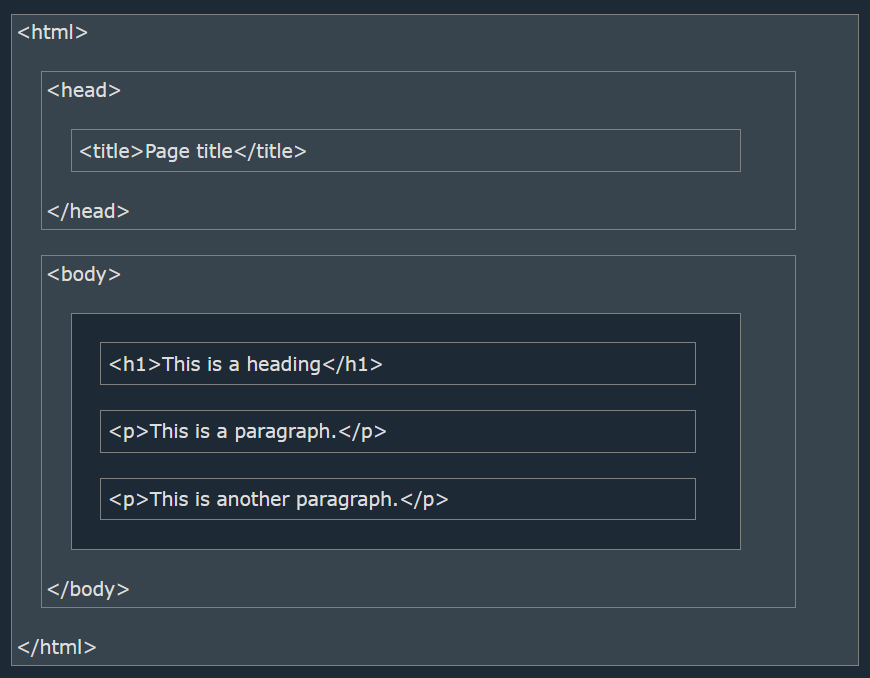 <html>
<head>
<title>Page title</title>
</head>
<body>
<h1>This is a heading</h1>
<p>This is a paragraph.</p>
<p>This is another paragraph.</p>
</body>
</html>